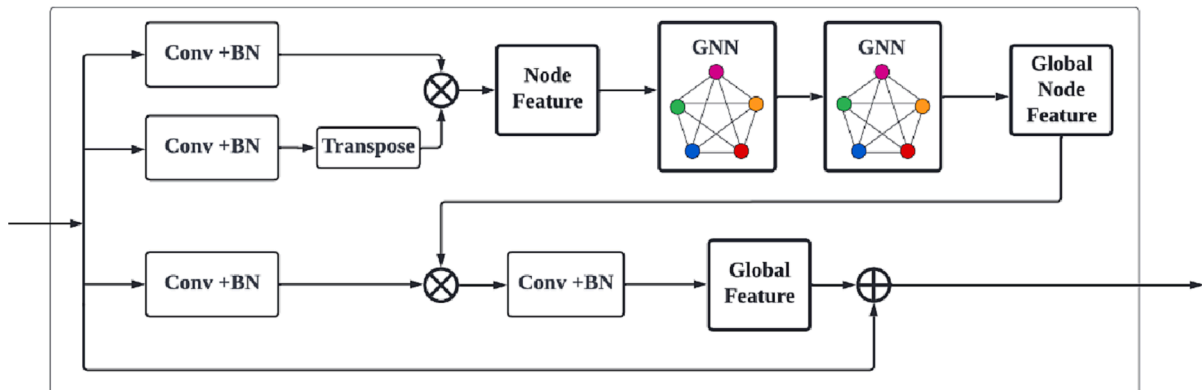 Conv +BN
Node
Feature
GNN
GNN
Global
Node
Feature
Conv +BN
Transpose
Conv +BN
Conv +BN
Global
Feature